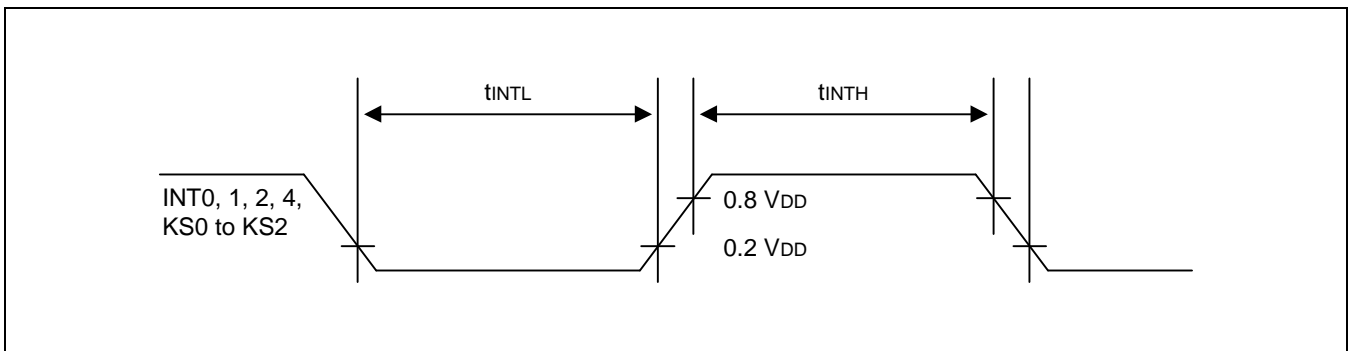 tINTL
tINTH
INT0, 1, 2, 4,
KS0 to KS2
0.8 VDD
0.2 VDD